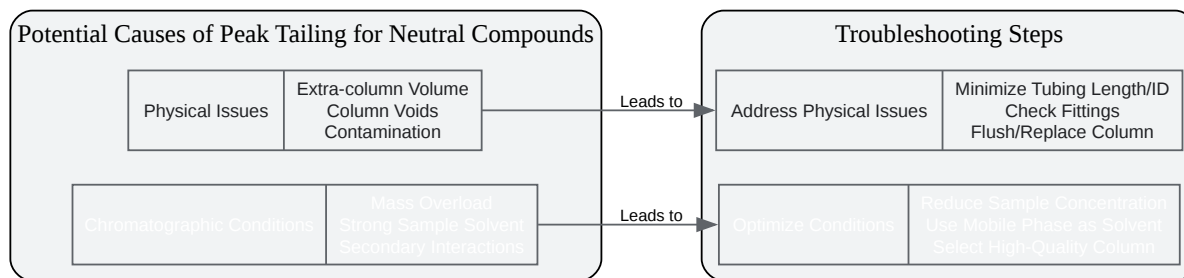 Potential Causes of Peak Tailing for Neutral Compounds
Physical Issues
Extra-column Volume
Column Voids
Contamination
Chromatographic Conditions
Mass Overload
Strong Sample Solvent
Secondary Interactions
Leads to
Leads to
Troubleshooting Steps
Address Physical Issues
Minimize Tubing Length/ID
Check Fittings
Flush/Replace Column
Optimize Conditions
Reduce Sample Concentration
Use Mobile Phase as Solvent
Select High-Quality Column